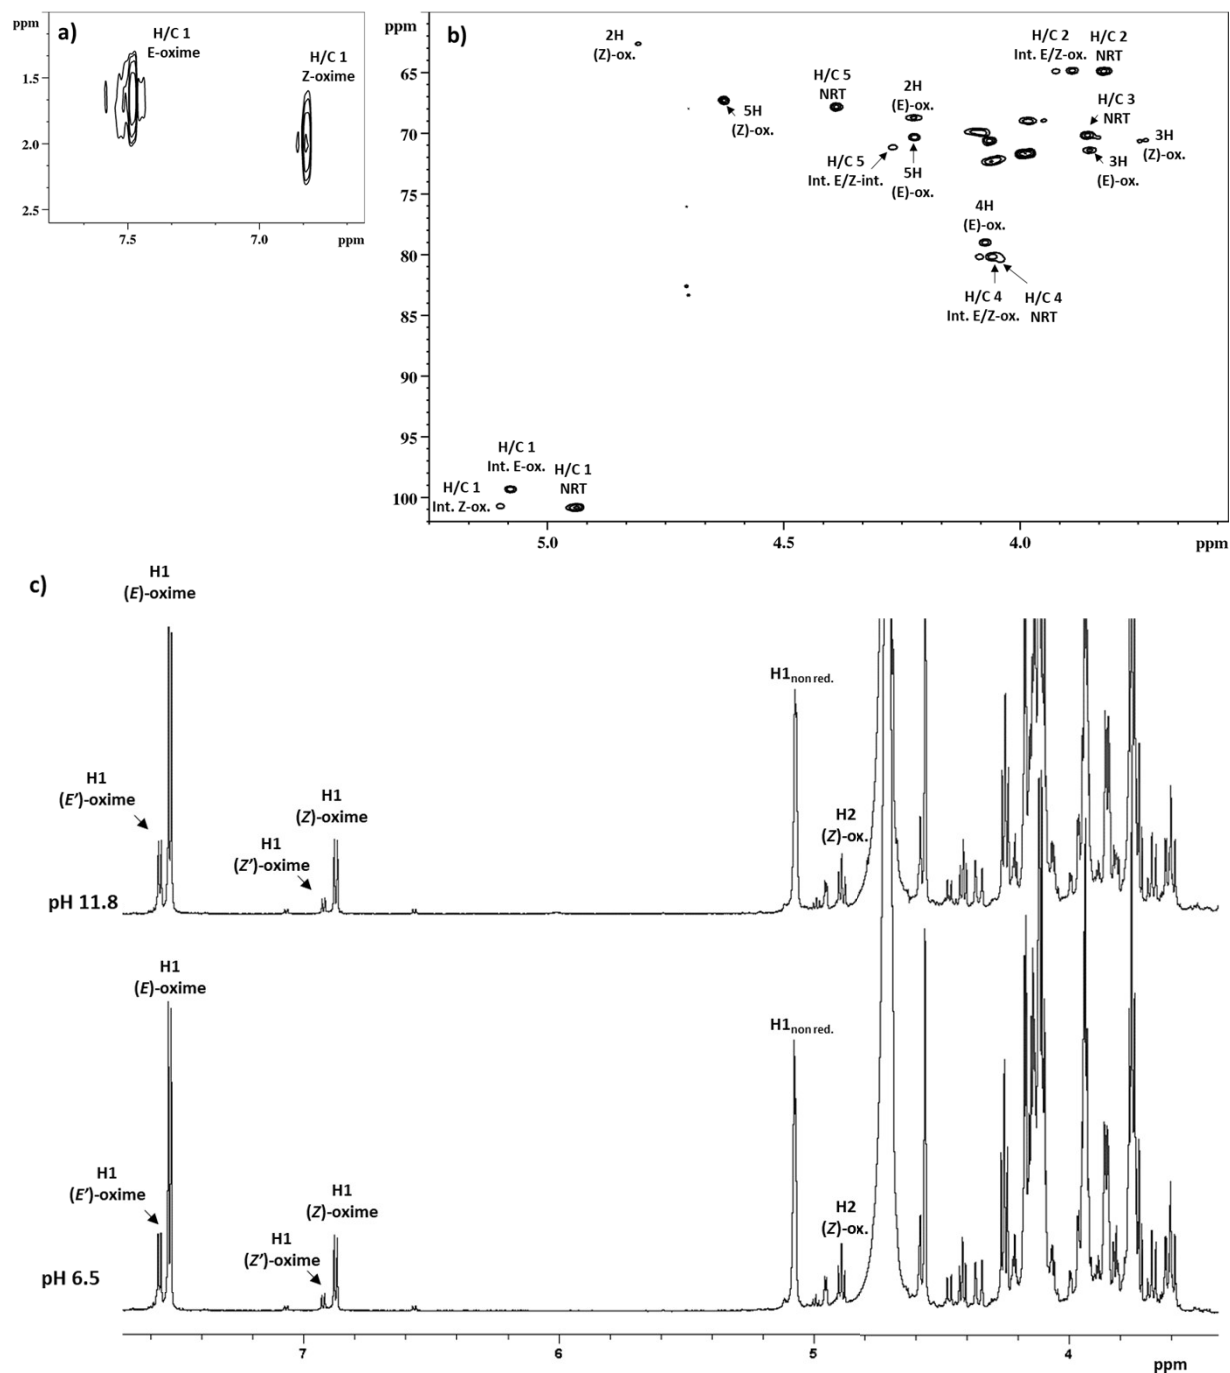 a)
ppm
H/C 1
E-oxime
H/C 1
Z-oxime
1.5
2.0
2.5
7.5
7.0
ppm
b)
ppm
65
70
75
80
85
90
95
100
2H
(Z)-ox.
5H
(Z)-ox.
H/C 5
NRT
2H
(E)-ox.
H/C 2
Int. E/Z-ox.
H/C 2
NRT
H/C 3
NRT
3H
(Z)-ox.
3H
(E)-ox.
H/C 5
Int. E/Z-int.
5H
(E)-ox.
4H
(E)-ox.
H/C 4
Int. E/Z-ox.
H/C 4
NRT
H/C 1
Int. E-ox.
H/C 1
Int. Z-ox.
H/C 1
NRT
5.0
4.5
4.0
ppm
c)
H1
(E)-oxime
H1
(E’)-oxime
H1
(Z’)-oxime
H1
(Z)-oxime
H1non red.
H2
(Z)-ox.
pH 11.8
H1
(E)-oxime
H1
(E’)-oxime
H1
(Z’)-oxime
H1
(Z)-oxime
H1non red.
H2
(Z)-ox.
pH 6.5
7
6
5
4
ppm